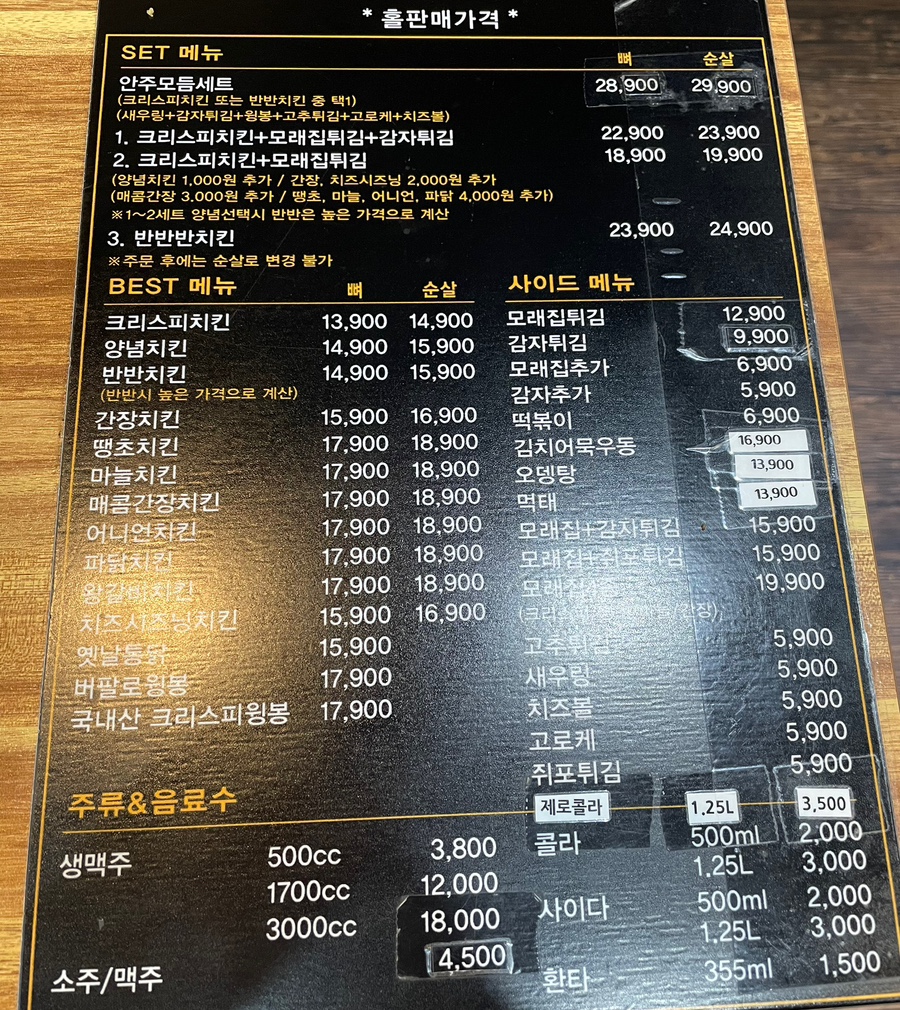 * 홀판매가격 *
SET 메뉴 뼈 순살
안주모듬세트 28,900 29,900
(크리스피치킨 또는 반반치킨 중 택1)
(새우링+감자튀김+윙봉+고추튀김+고로케+치즈볼)
1. 크리스피치킨+모래집튀김+감자튀김 22,900 23,900
2. 크리스피치킨+모래집튀김 18,900 19,900
(양념치킨 1,000원 추가 / 간장, 치즈시즈닝 2,000원 추가
(매콤간장 3.000원 추가 / 땡초, 마늘, 어니언, 파닭 4,000원 추가)
※1~2세트 양념선택시 반반은 높은 가격으로 계산
3. 반반반치킨 23,900 24,900
※주문 후에는 순살로 변경 불가
BEST 메뉴 뼈 순살
크리스피치킨 13,900 14,900
양념치킨 14,900 15,900
반반치킨 14,900 15,900
(반반시 높은 가격으로 계산)
간장치킨 15,900 16,900
땡초치킨 17,900 18,900
마늘치킨 17,900 18,900
매콤간장치킨 17,900 18,900
어니언치킨 17,900 18,900
파닭치킨 17,900 18,900
왕갈비치킨 17,900 18,900
치즈시즈닝치킨 15,900 16,900
옛날통닭 15,900
버팔로윙봉 17,900
국내산 크리스피윙봉 17,900
사이드 메뉴
모래집튀김 12,900
감자튀김 9,900
모래집추가 6,900
감자추가 5,900
떡볶이 6,900
김치어묵우동 16,900
오뎅탕 13,900
먹태 13,900
모래집+감자튀김 15,900
모래집+쥐포튀김 15,900
모래집+ 19,900
고추튀김 5,900
새우링 5,900
치즈볼 5,900
고로케 5,900
쥐포튀김 5,900
주류&음료수
생맥주 500cc 3,800
1700cc 12,000
3000cc 18,000
소주/맥주 4,500
제로콜라 1.25L 3,500
콜라 500ml 2,000
1.25L 3,000
사이다 500ml 2,000
1.25L 3,000
환타 355ml 1,500